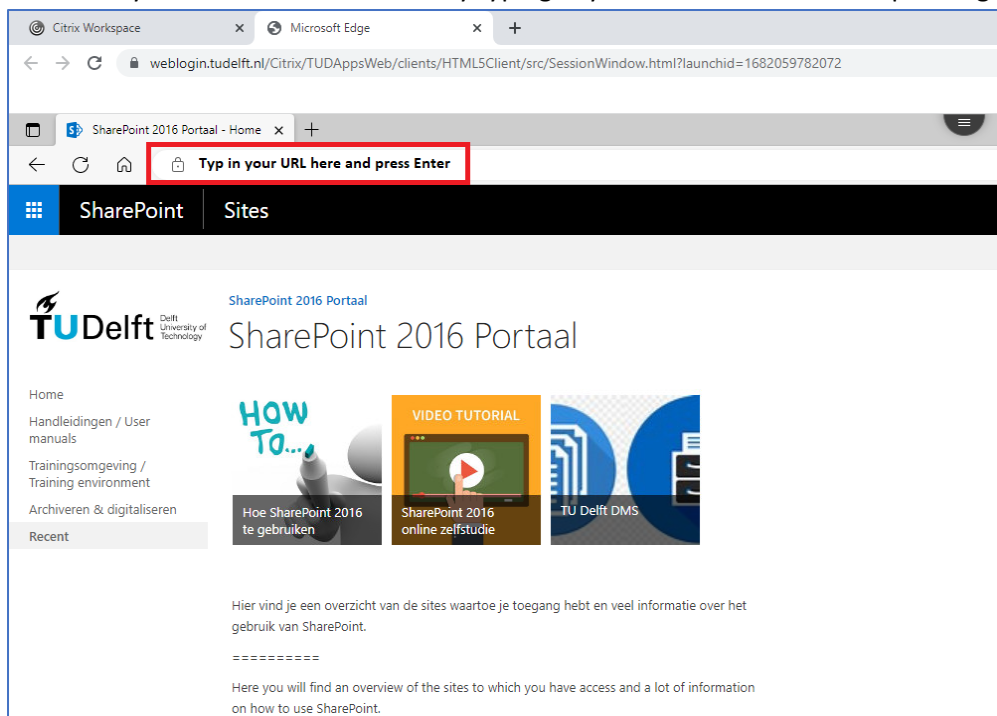 Citrix Workspace
Microsoft Edge
weblogin.tudelft.nl/Citrix/TUDAppsWeb/clients/HTML5Client/src/SessionWindow.html?launchid=1682059782072
SharePoint 2016 Portaal - Home
Typ in your URL here and press Enter
SharePoint Sites
TU Delft Delft University of Technology
SharePoint 2016 Portaal
SharePoint 2016 Portaal
Home
Handleidingen / User
manuals
Trainingsomgeving /
Training environment
Archiveren & digitaliseren
Recent
HOW
TO...
Hoe SharePoint 2016
te gebruiken
VIDEO TUTORIAL
SharePoint 2016
online zelfstudie
TU Delft DMS
Hier vind je een overzicht van de sites waartoe je toegang hebt en veel informatie over het
gebruik van SharePoint.
==========
Here you will find an overview of the sites to which you have access and a lot of information
on how to use SharePoint.